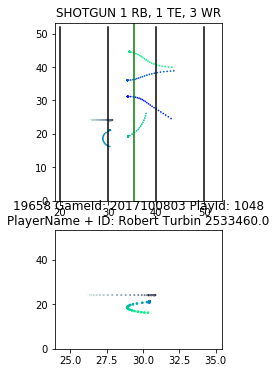 SHOTGUN 1 RB, 1 TE, 3 WR
50
40
30
20
10
0
20 30 40 50
19658 GameId: 2017100803 PlayId: 1048
PlayerName + ID: Robert Turbin 2533460.0
40
20
0
25.0 27.5 30.0 32.5 35.0